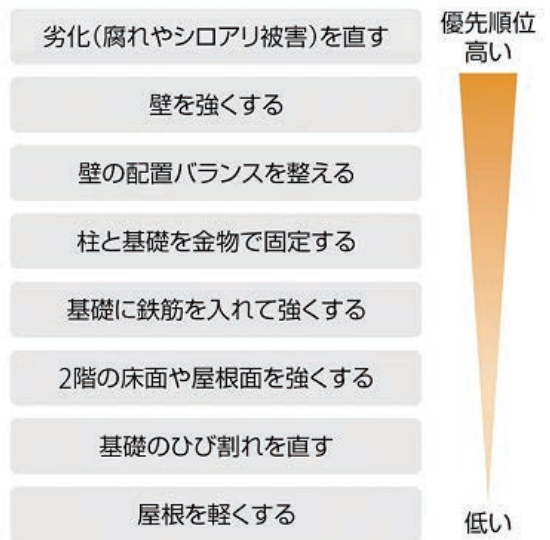 劣化（腐れやシロアリ被害）を直す
壁を強くする
壁の配置バランスを整える
柱と基礎を金物で固定する
基礎に鉄筋を入れて強くする
2階の床面や屋根面を強くする
基礎のひび割れを直す
屋根を軽くする
優先順位
高い
低い